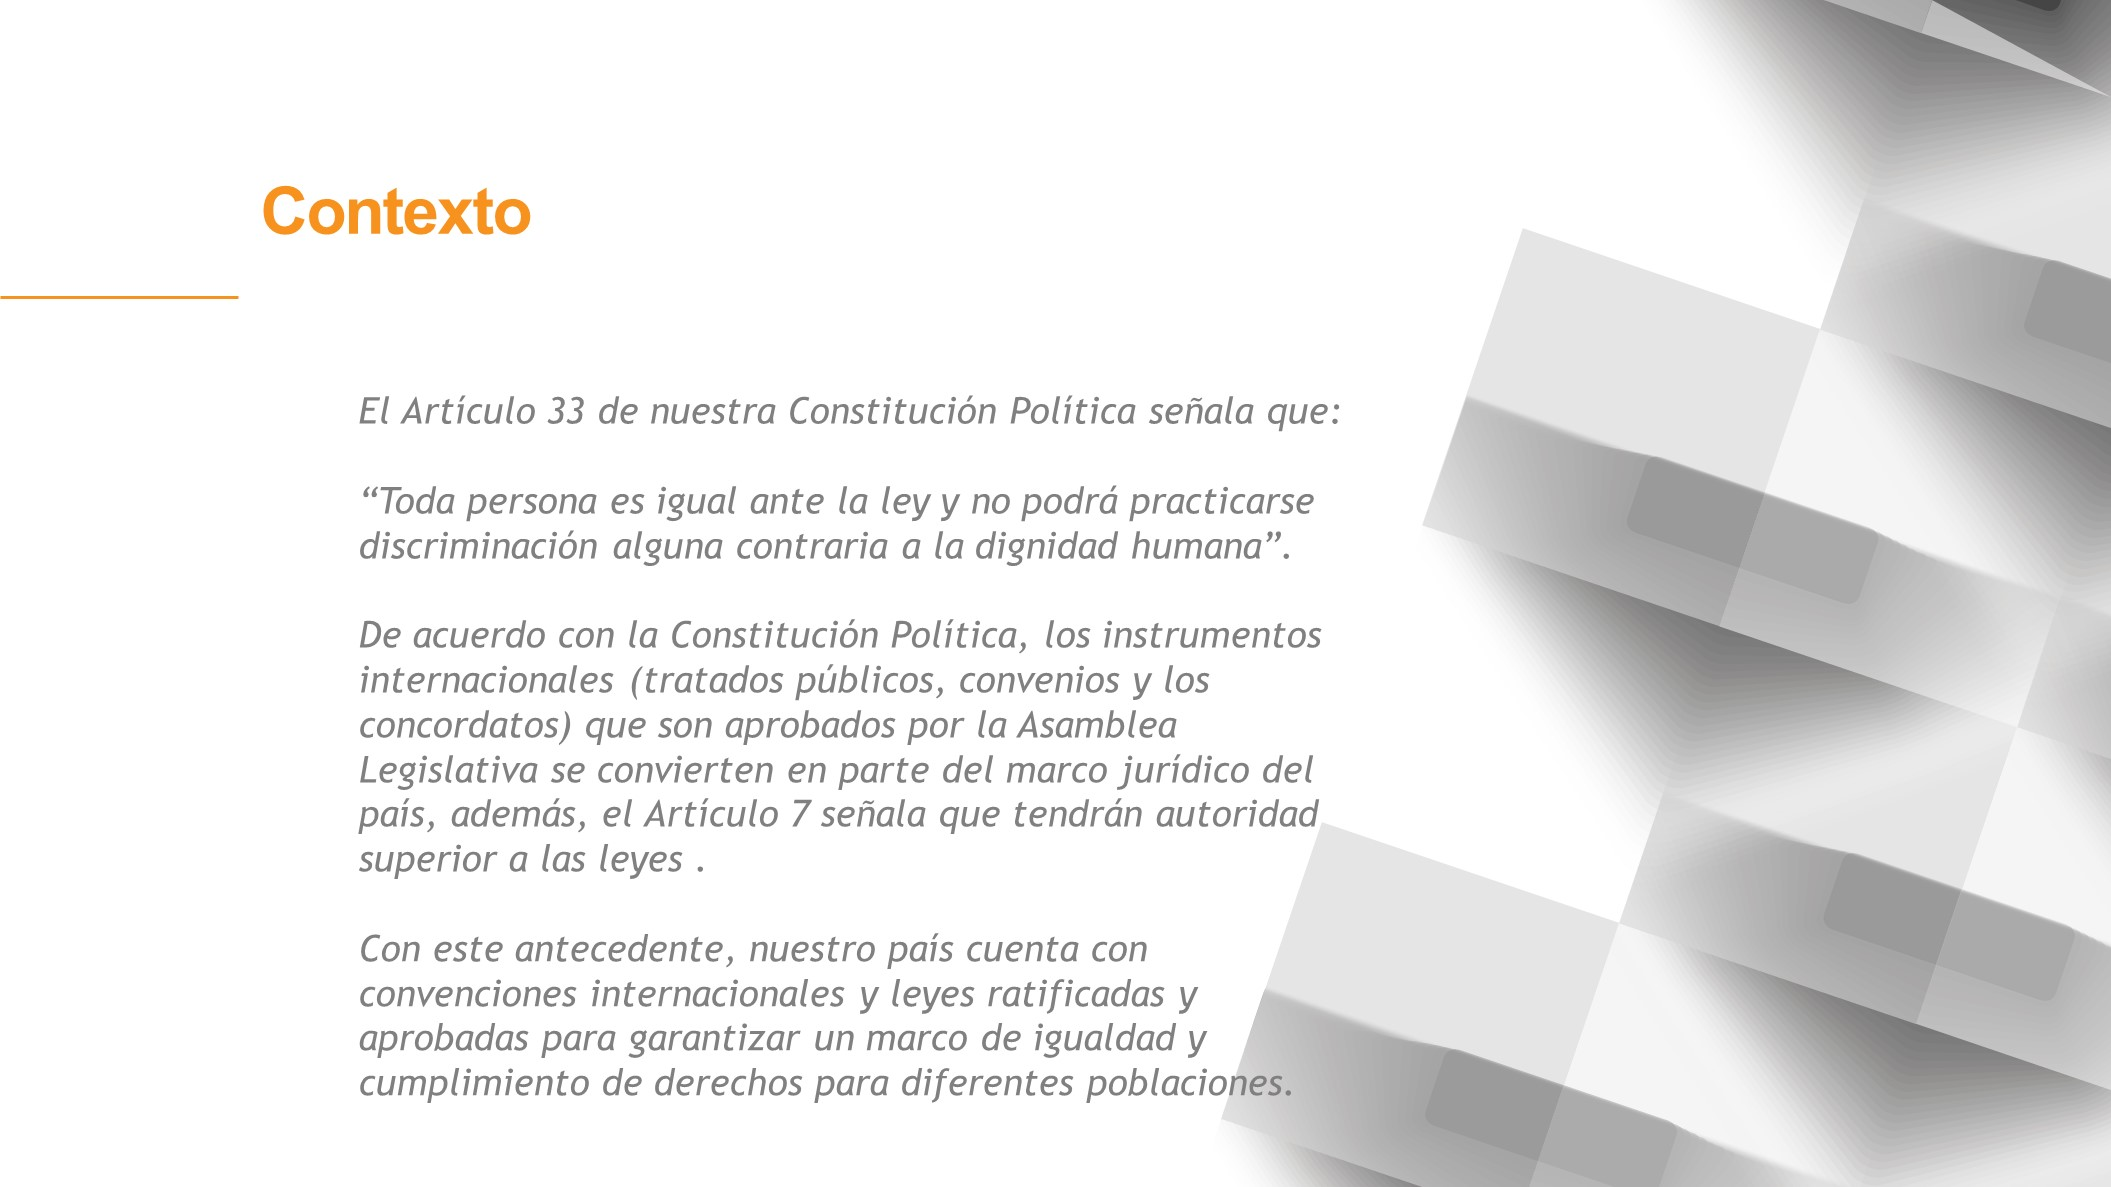 Contexto
El Artículo 33 de nuestra Constitución Política señala que:
“Toda persona es igual ante la ley y no podrá practicarse
discriminación alguna contraria a la dignidad humana”.
De acuerdo con la Constitución Política, los instrumentos
internacionales (tratados públicos, convenios y los
concordatos) que son aprobados por la Asamblea
Legislativa se convierten en parte del marco jurídico del
país, además, el Artículo 7 señala que tendrán autoridad
superior a las leyes .
Con este antecedente, nuestro país cuenta con
convenciones internacionales y leyes ratificadas y
aprobadas para garantizar un marco de igualdad y
cumplimiento de derechos para diferentes poblaciones.